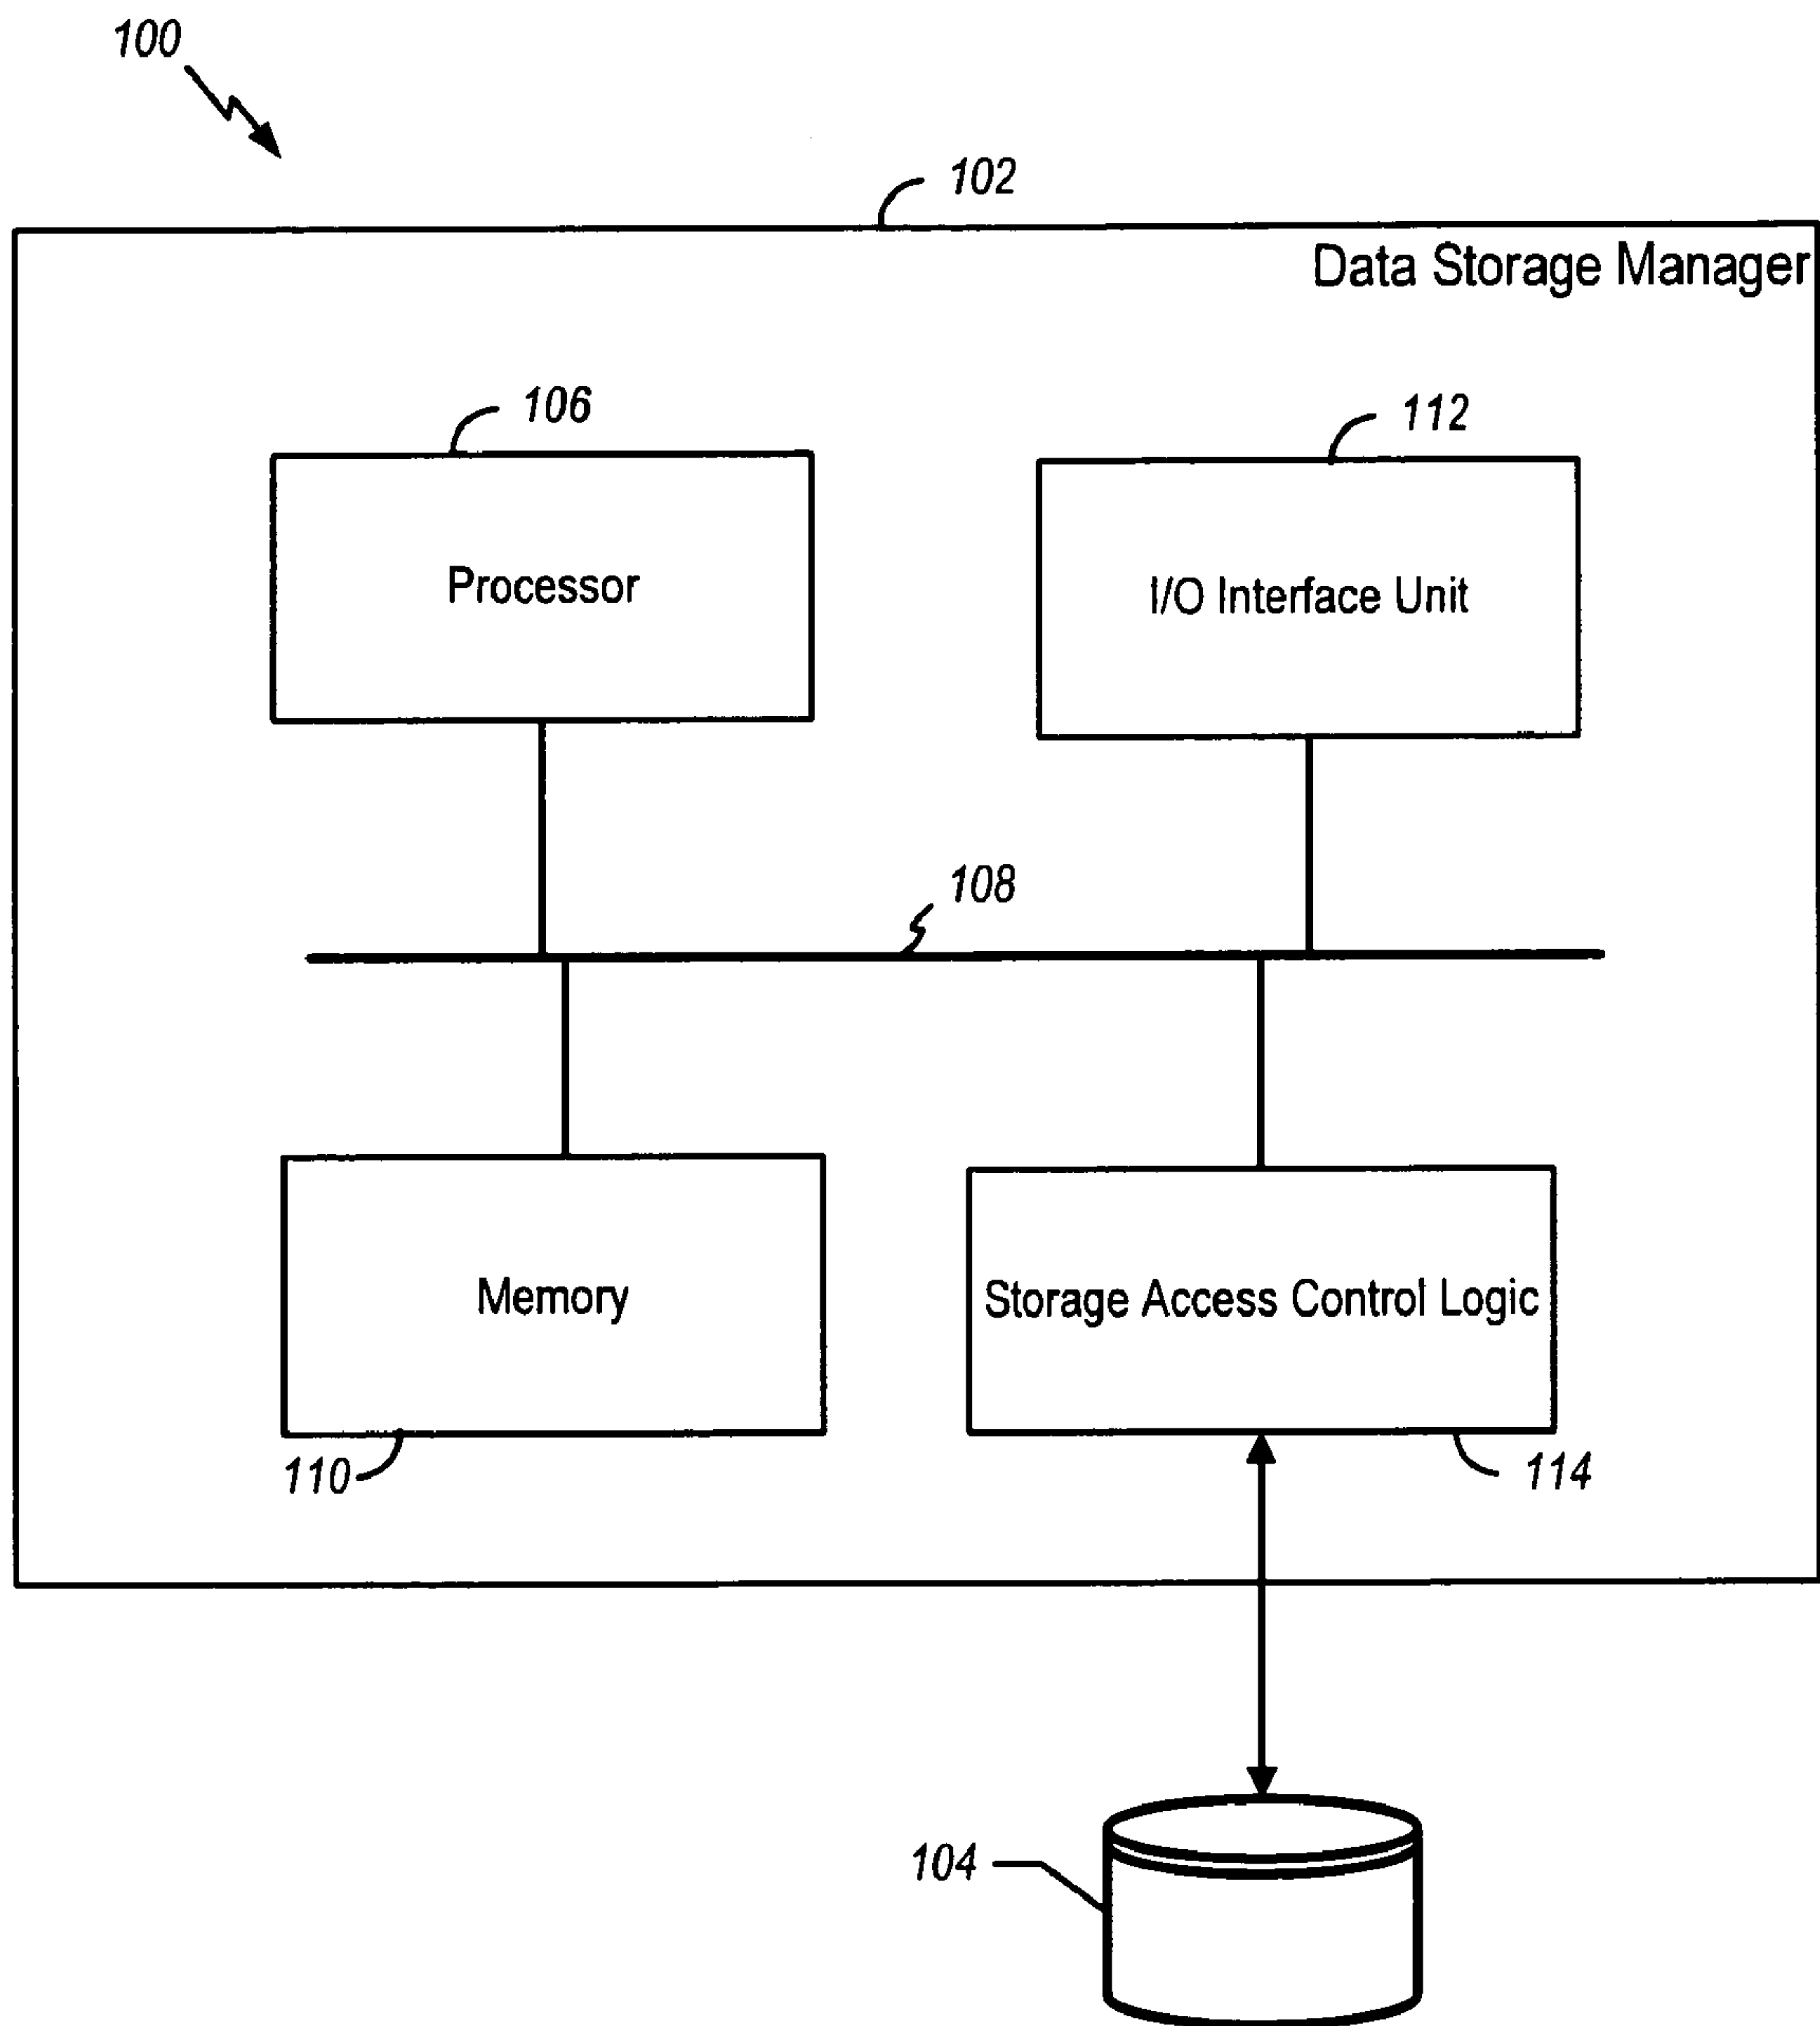 100
102
Data Storage Manager
106
112
Processor
I/O Interface Unit
108
Memory
Storage Access Control Logic
110
114
104